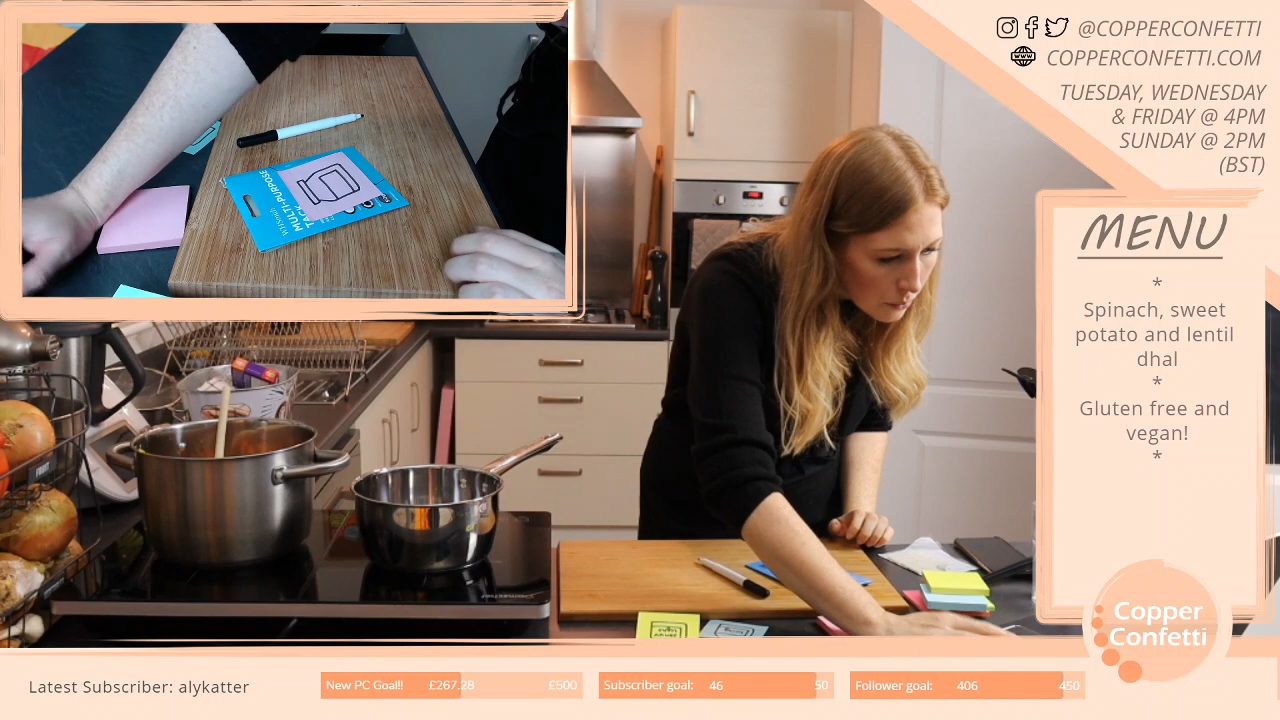 @COPPERCONFETTI
WWW
COPPERCONFETTI.COM
TUESDAY, WEDNESDAY
& FRIDAY @ 4PM
SUNDAY @ 2PM
(BST)
MULTI-PURPOSE
TACK
MENU
*
Spinach, sweet
potato and lentil
dhal
*
Gluten free and
vegan!
*
Copper
Confetti
Latest Subscriber: alykatter
New PC Goal!! £267.28 £500
Subscriber goal: 46 50
Follower goal: 406 450